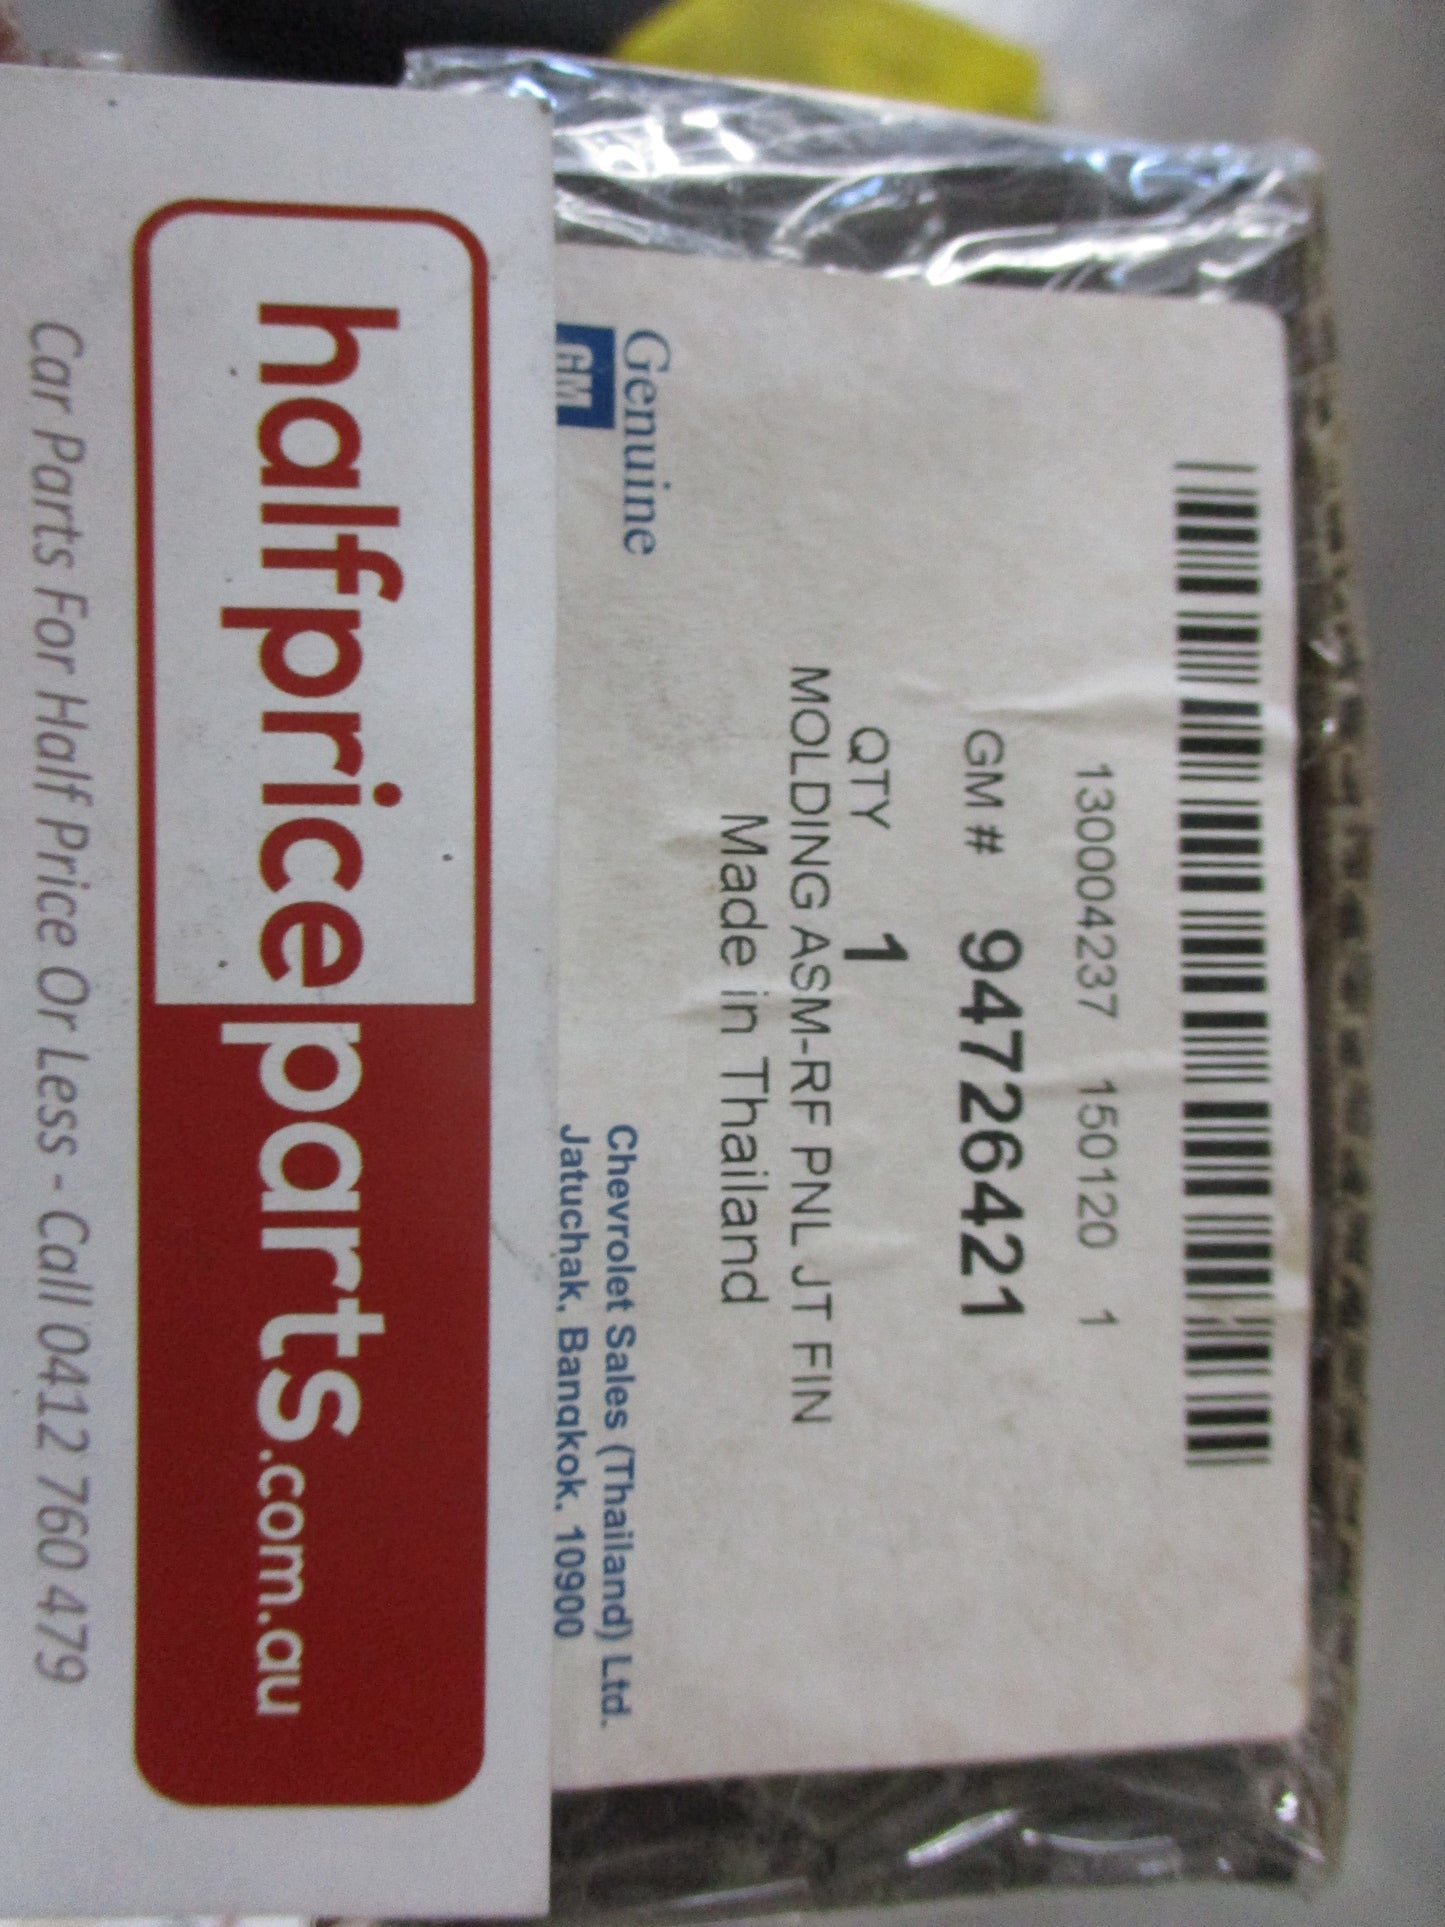 130004237 150120 1
GM # 94726421
QTY 1
MOLDING ASM-RF PNL JT FIN
Made in Thailand
Genuine
GM
Chevrolet Sales (Thailand) Ltd.
Jatuchak, Bangkok, 10900
halfpriceparts.com.au
Car Parts For Half Price Or Less - Call 0412 760 479